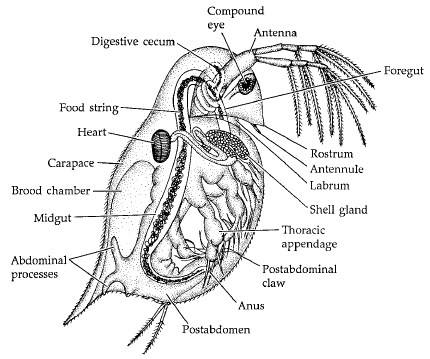 Compound
eye
Antenna
Digestive cecum
Foregut
Food string
Heart
Rostrum
Antennule
Carapace
Labrum
Brood chamber
Shell gland
Midgut
Thoracic
appendage
Abdominal
processes
Postabdominal
claw
Anus
Postabdomen